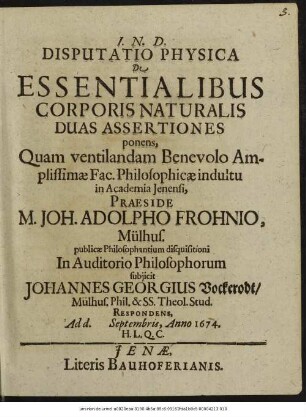 5.
I. N. D.
DISPUTATIO PHYSICA
De
ESSENTIALIBUS
CORPORIS NATURALIS
DUAS ASSERTIONES
ponens,
Quam ventilandam Benevolo Am-
plissimæ Fac. Philosophicæ indultu
in Academia Jenensi,
PRAESIDE
M. JOH. ADOLPHO FROHNIO,
Mülhus.
publicæ Philosophantium disquisitioni
In Auditorio Philosophorum
subjicit
JOHANNES GEORGIUS Vockerodt/
Mülhus. Phil. & SS. Theol. Stud.
RESPONDENS,
Ad d. Septembris, Anno 1674.
H. L. Q. C.
JENÆ,
Literis BAUHOFERIANIS.